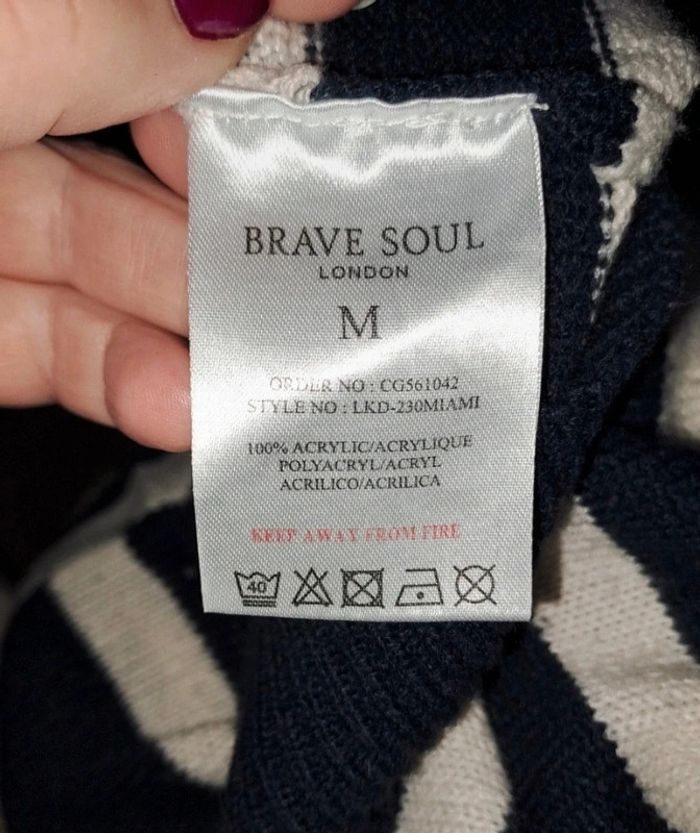 BRAVE SOUL
LONDON
M
ORDER NO : CG561042
STYLE NO : LKD-230MIAMI
100% ACRYLIC/ACRYLIQUE
POLYACRYL/ACRYL
ACRILICO/ACRILICA
KEEP AWAY FROM FIRE
40